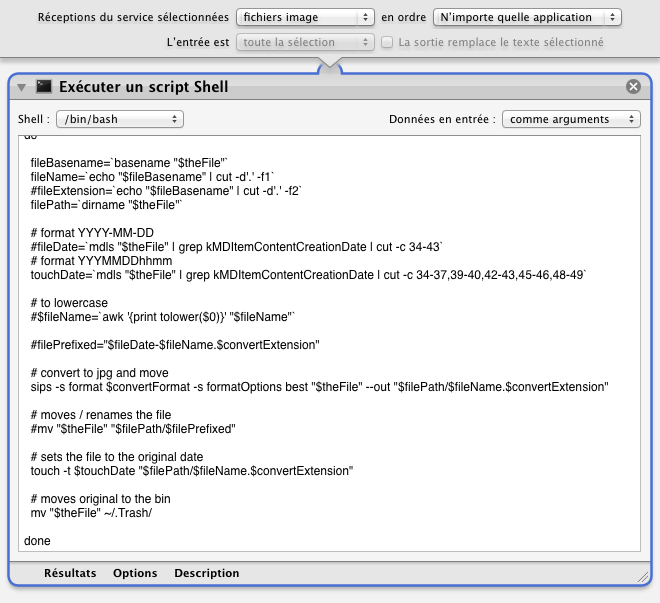 Réceptions du service sélectionnées fichiers image en ordre N'importe quelle application
L'entrée est toute la sélection La sortie remplace le texte sélectionné
Exécuter un script Shell
Shell : /bin/bash Données en entrée : comme arguments
do
fileBasename=`basename "$theFile"`
fileName=`echo "$fileBasename" | cut -d'.' -f1`
#fileExtension=`echo "$fileBasename" | cut -d'.' -f2`
filePath=`dirname "$theFile"`
# format YYYY-MM-DD
#fileDate=`mdls "$theFile" | grep kMDItemContentCreationDate | cut -c 34-43`
# format YYYMMDDhhmm
touchDate=`mdls "$theFile" | grep kMDItemContentCreationDate | cut -c 34-37,39-40,42-43,45-46,48-49`
# to lowercase
#$fileName=`awk '{print tolower($0)}' "$fileName"`
#filePrefixed="$fileDate-$fileName.$convertExtension"
# convert to jpg and move
sips -s format $convertFormat -s formatOptions best "$theFile" --out "$filePath/$fileName.$convertExtension"
# moves / renames the file
#mv "$theFile" "$filePath/$filePrefixed"
# sets the file to the original date
touch -t $touchDate "$filePath/$fileName.$convertExtension"
# moves original to the bin
mv "$theFile" ~/.Trash/
done
Résultats Options Description